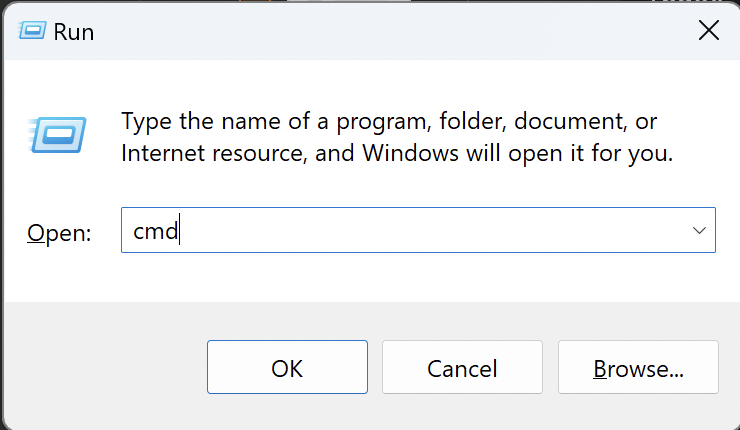 Run
Type the name of a program, folder, document, or
Internet resource, and Windows will open it for you.
Open: cmd
OK Cancel Browse...